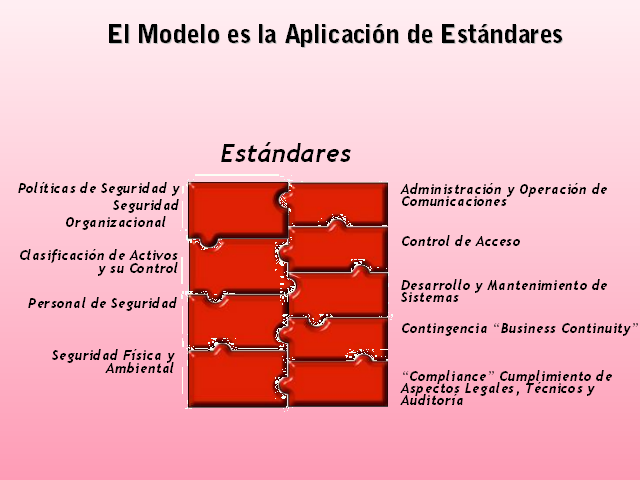 El Modelo es la Aplicación de Estándares
Estándares
Políticas de Seguridad y
Seguridad
Organizacional
Clasificación de Activos
y su Control
Personal de Seguridad
Seguridad Física y
Ambiental
Administración y Operación de
Comunicaciones
Control de Acceso
Desarrollo y Mantenimiento de
Sistemas
Contingencia “Business Continuity”
“Compliance” Cumplimiento de
Aspectos Legales, Técnicos y
Auditoría